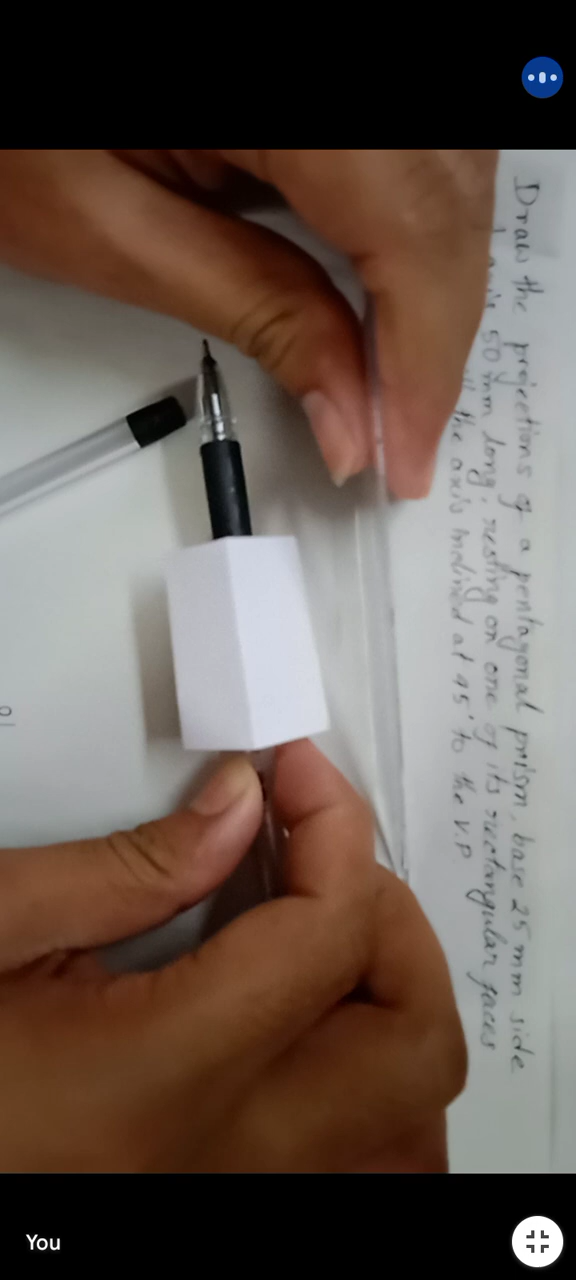 Draw the projections of a pentagonal prism, base 25 mm side
50 mm long, resting on one of its rectangular faces
the axis inclined at 45° to the V.P.
You